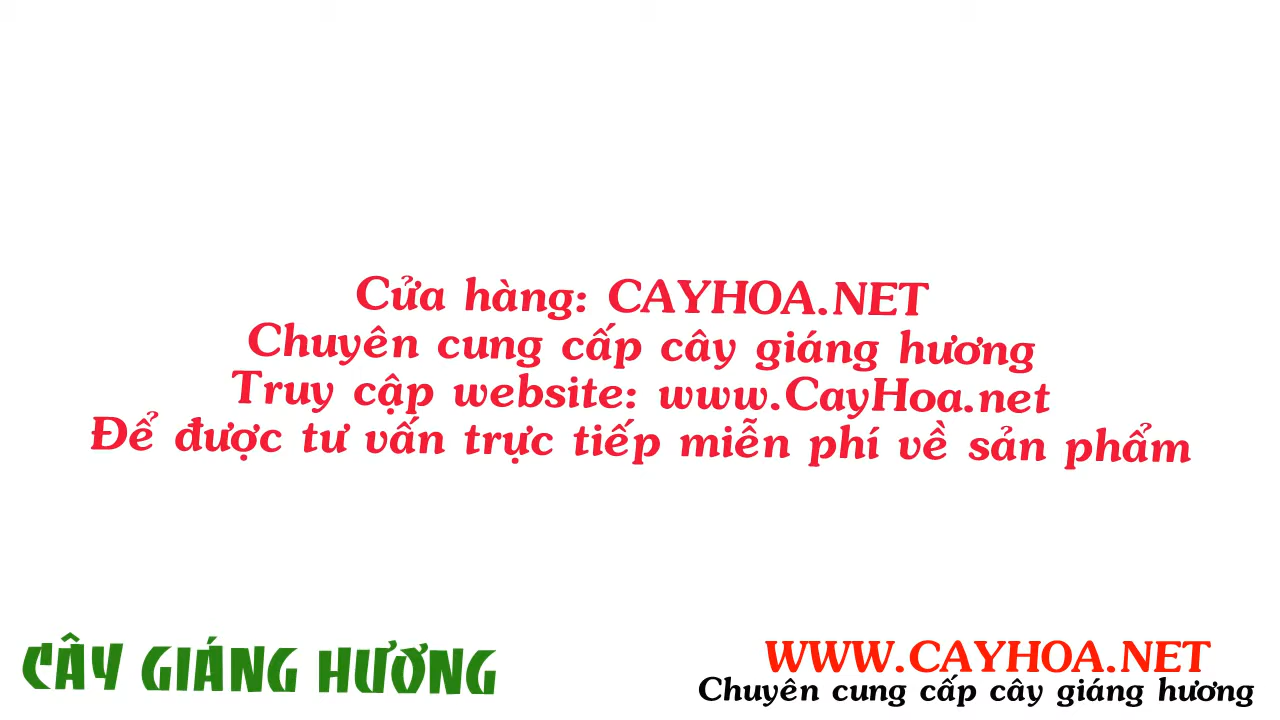 Cửa hàng: CAYHOA.NET
Chuyên cung cấp cây giáng hương
Truy cập website: www.CayHoa.net
Để được tư vấn trực tiếp miễn phí về sản phẩm
CÂY GIÁNG HƯƠNG
WWW.CAYHOA.NET
Chuyên cung cấp cây giáng hương